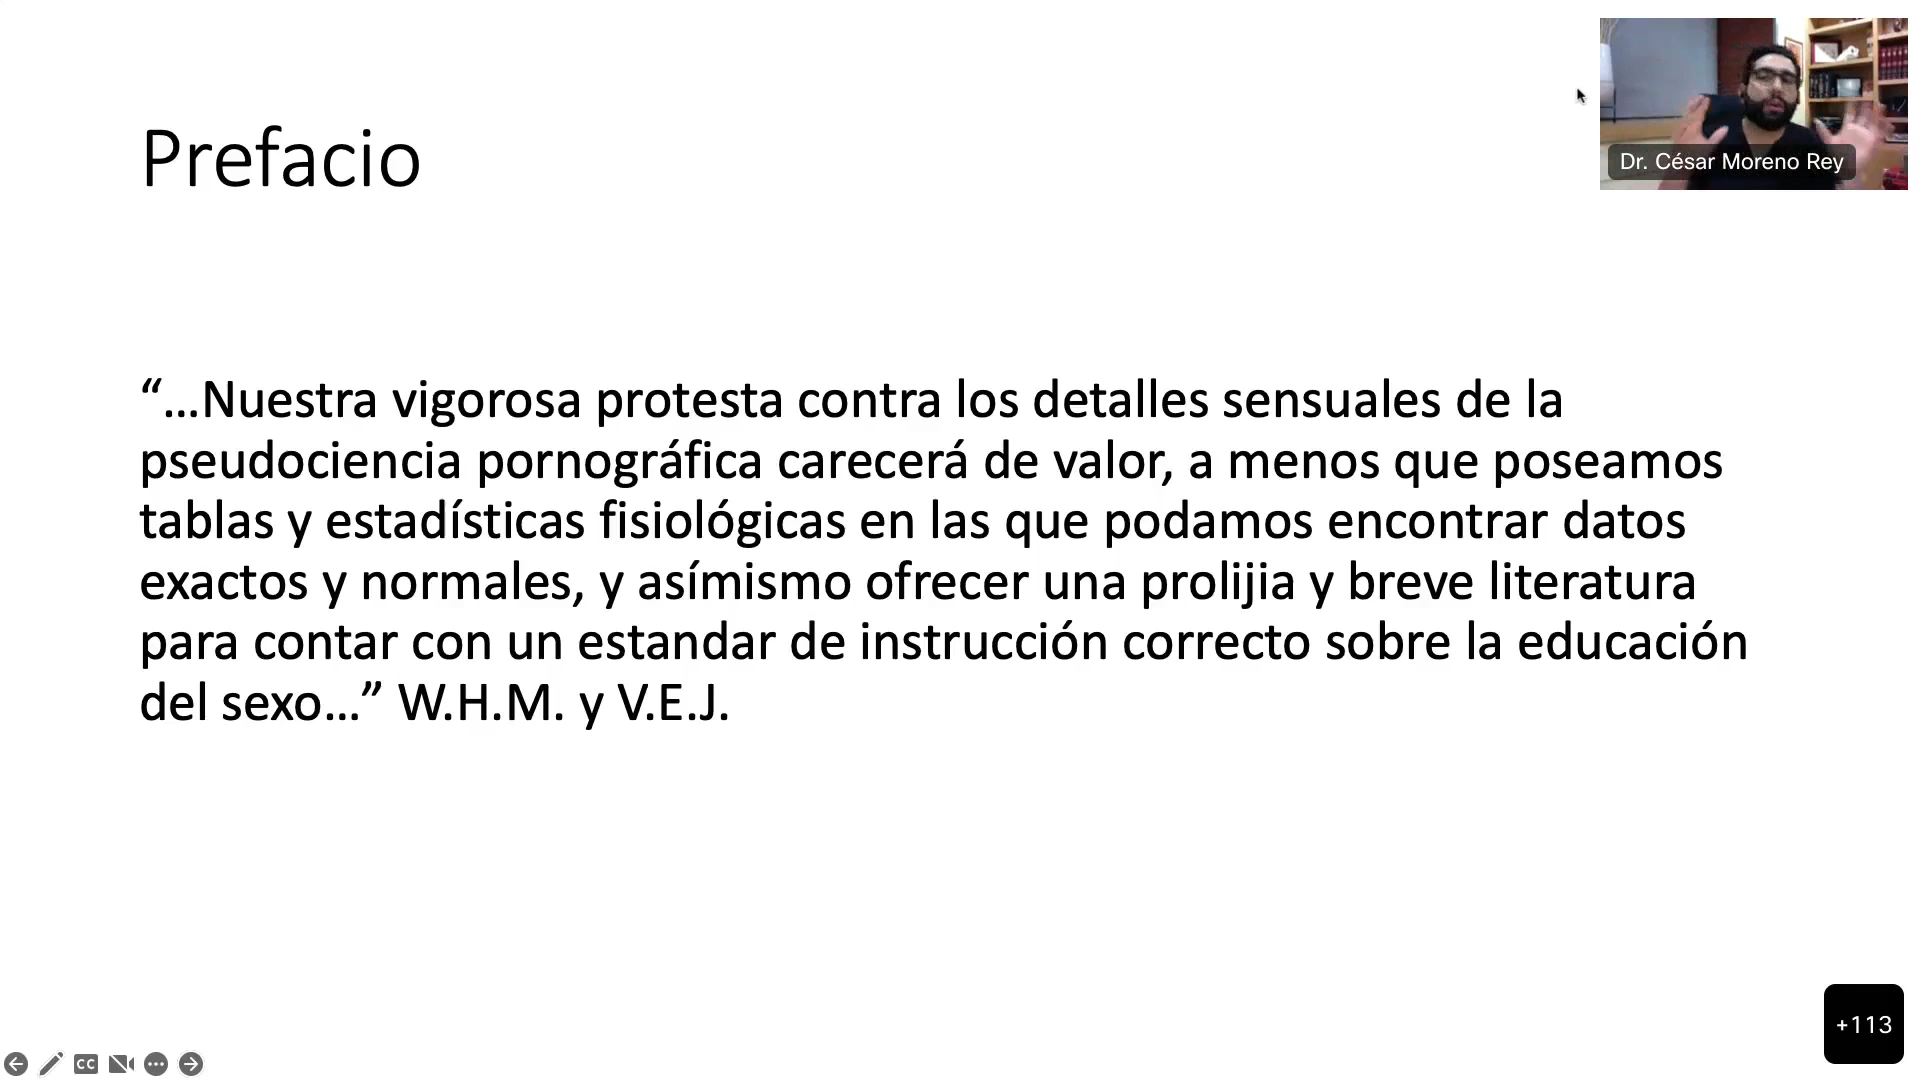 Prefacio
Dr. César Moreno Rey
“...Nuestra vigorosa protesta contra los detalles sensuales de la
pseudociencia pornográfica carecerá de valor, a menos que poseamos
tablas y estadísticas fisiológicas en las que podamos encontrar datos
exactos y normales, y asímismo ofrecer una prolijia y breve literatura
para contar con un estandar de instrucción correcto sobre la educación
del sexo...” W.H.M. y V.E.J.
+113
CC